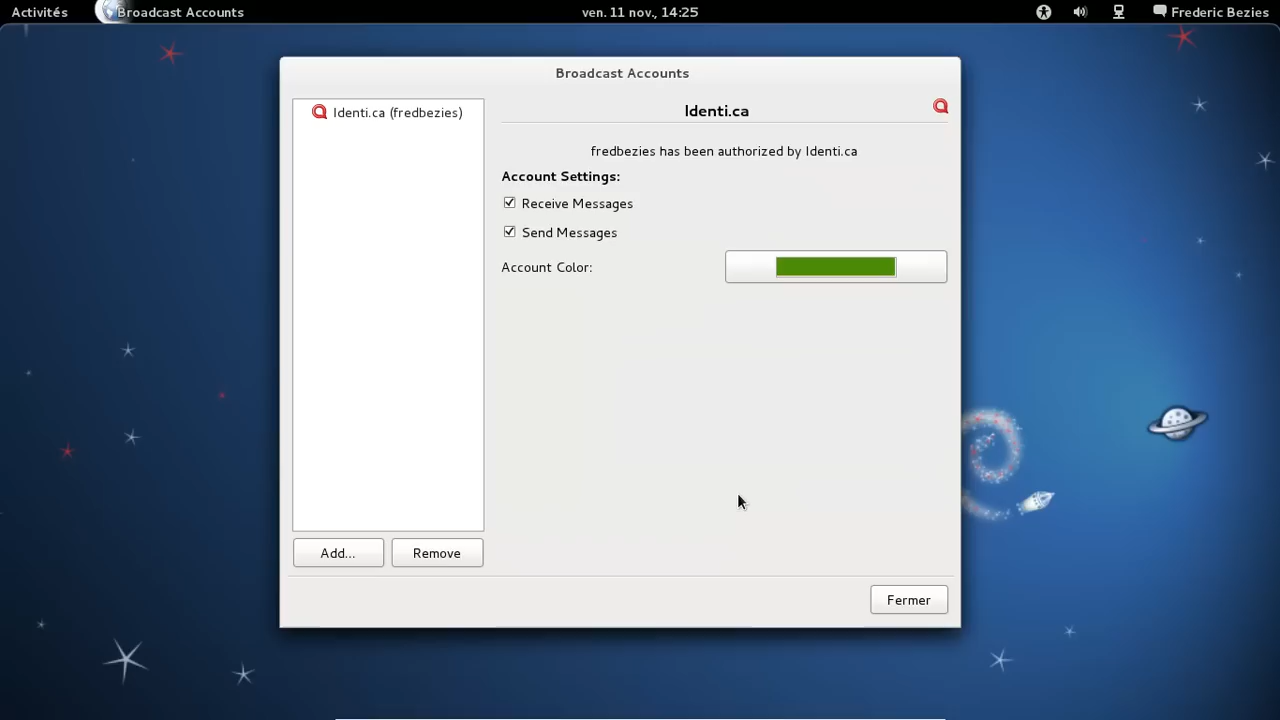 Activités Broadcast Accounts ven. 11 nov., 14:25 Frederic Bezies
Broadcast Accounts
Identi.ca (fredbezies)
Identi.ca
fredbezies has been authorized by Identi.ca
Account Settings:
Receive Messages
Send Messages
Account Color:
Add... Remove
Fermer